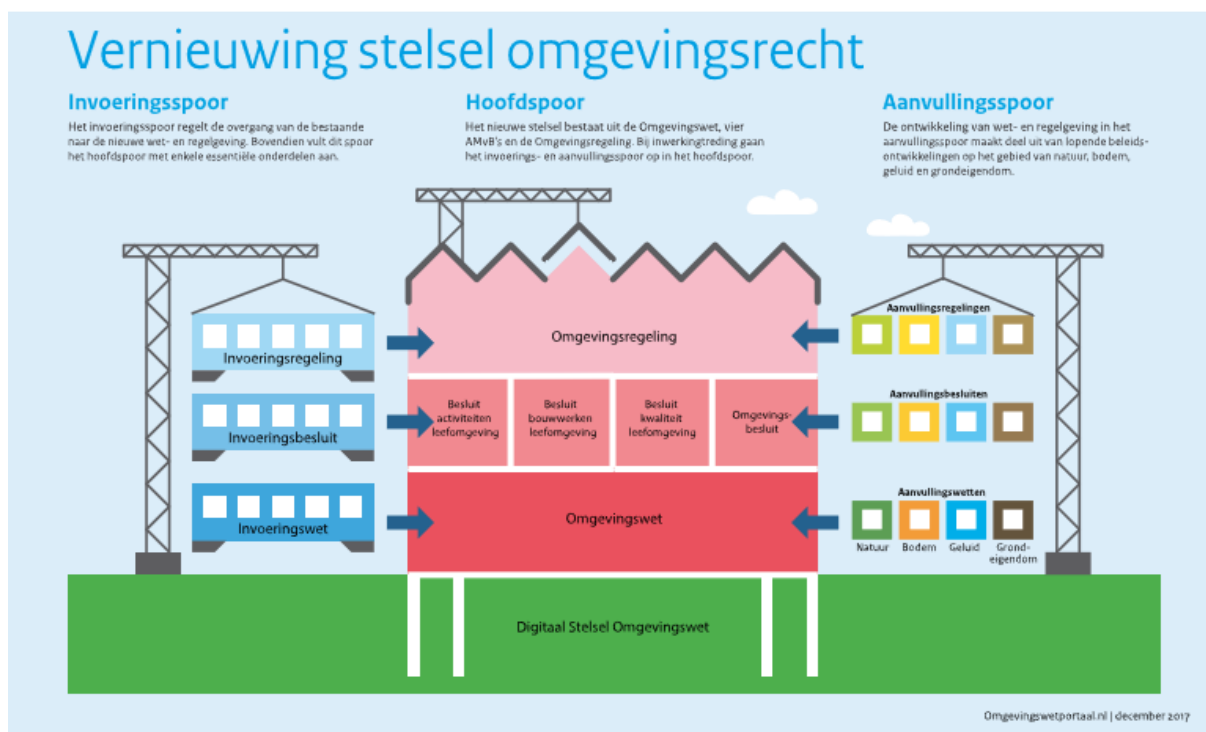 Vernieuwing stelsel omgevingsrecht
Invoeringsspoor
Het invoeringsspoor regelt de overgang van de bestaande
naar de nieuwe wet- en regelgeving. Bovendien vult dit spoor
het hoofdspoor met enkele essentiële onderdelen aan.
Hoofdspoor
Het nieuwe stelsel bestaat uit de Omgevingswet, vier
AMvB's en de Omgevingsregeling. Bij inwerkingtreding gaan
het invoerings- en aanvullingsspoor op in het hoofdspoor.
Aanvullingsspoor
De ontwikkeling van wet- en regelgeving in het
aanvullingsspoor maakt deel uit van lopende beleids-
ontwikkelingen op het gebied van natuur, bodem,
geluid en grondeigendom.
Invoeringsregeling
Invoeringsbesluit
Invoeringswet
Omgevingsregeling
Besluit
activiteiten
leefomgeving
Besluit
bouwwerken
leefomgeving
Besluit
kwaliteit
leefomgeving
Omgevings-
besluit
Omgevingswet
Digitaal Stelsel Omgevingswet
Aanvullingsregelingen
Aanvullingsbesluiten
Aanvullingswetten
Natuur
Bodem
Geluid
Grond-
eigendom
Omgevingswetportaal.nl | december 2017